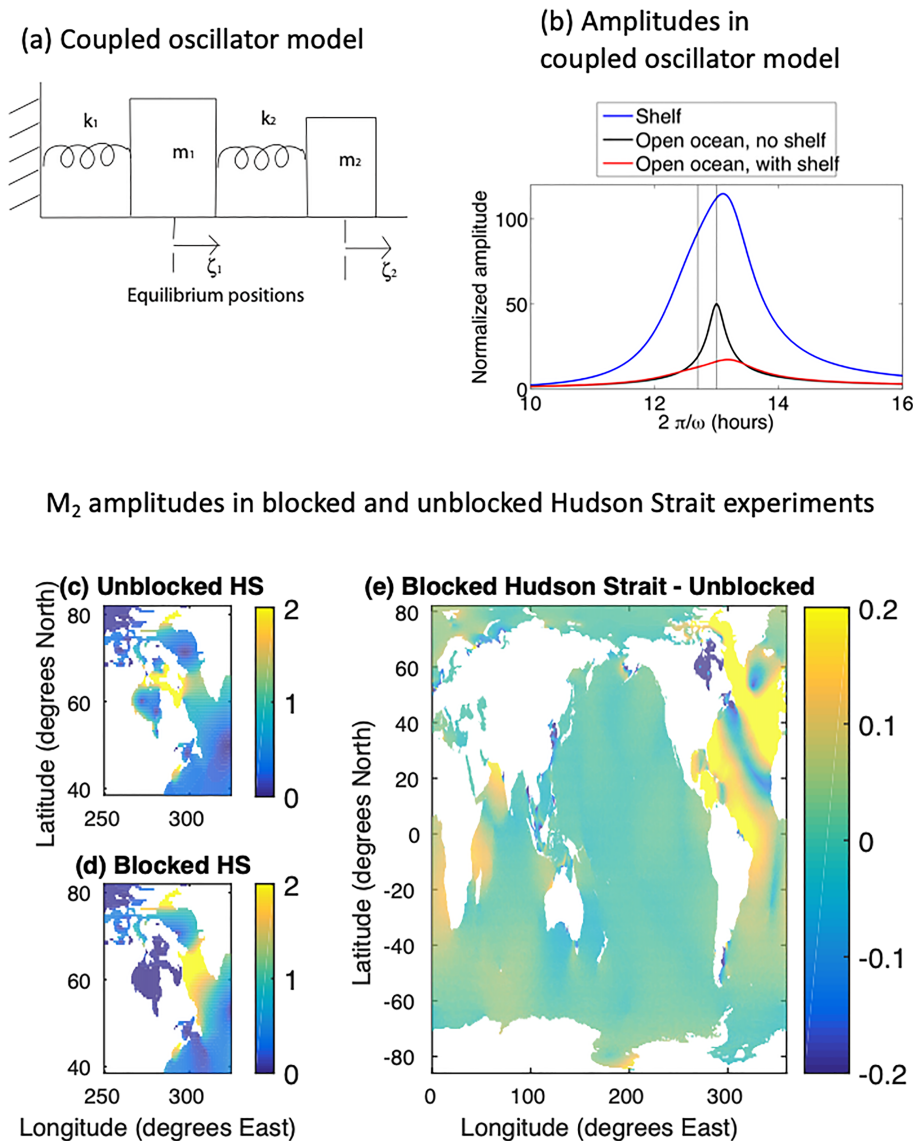 (a) Coupled oscillator model
k1
m1
k2
m2
ζ1
ζ2
Equilibrium positions
(b) Amplitudes in
coupled oscillator model
Shelf
Open ocean, no shelf
Open ocean, with shelf
Normalized amplitude
100
50
0
10
12
14
16
2 π/ω (hours)
M2 amplitudes in blocked and unblocked Hudson Strait experiments
(c) Unblocked HS
Latitude (degrees North)
80
60
40
250
300
2
1
0
(d) Blocked HS
80
60
40
250
300
2
1
0
Longitude (degrees East)
(e) Blocked Hudson Strait - Unblocked
Latitude (degrees North)
80
60
40
20
0
-20
-40
-60
-80
0
100
200
300
Longitude (degrees East)
0.2
0.1
0
-0.1
-0.2